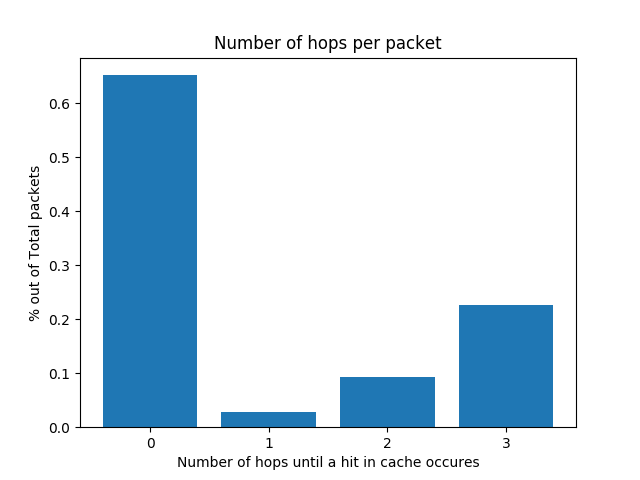 Number of hops per packet
% out of Total packets
0.6
0.5
0.4
0.3
0.2
0.1
0.0
0 1 2 3
Number of hops until a hit in cache occures